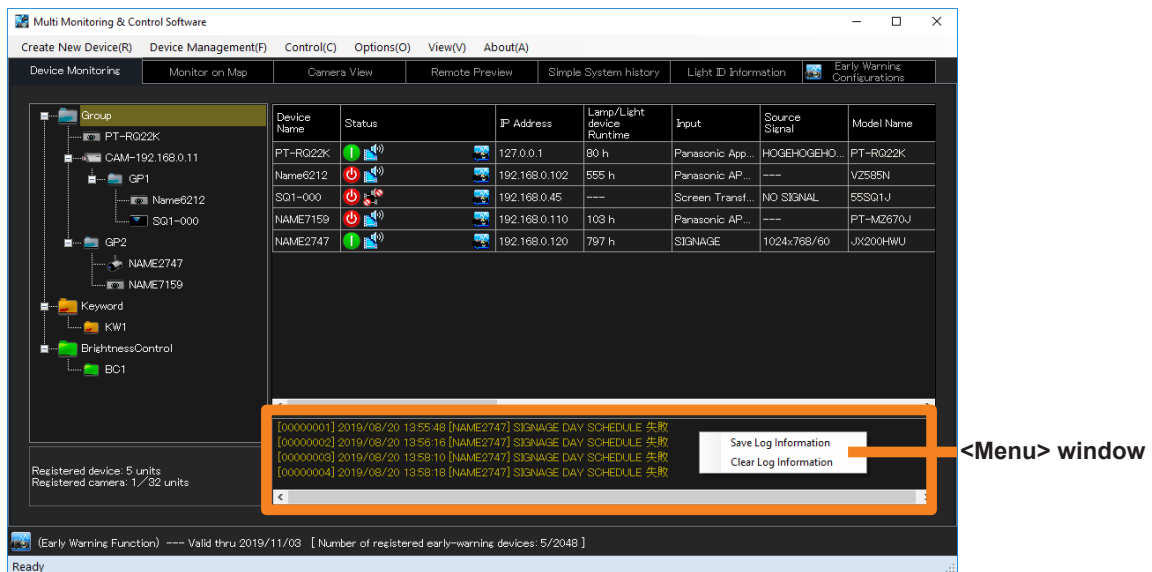 Multi Monitoring & Control Software
Create New Device(R) Device Management(F) Control(C) Options(O) View(V) About(A)
Device Monitoring Monitor on Map Camera View Remote Preview Simple System history Light ID Information Early Warning Configurations
Group
PT-RQ22K
CAM-192.168.0.11
GP1
Name6212
SQ1-000
GP2
NAME2747
NAME7159
Keyword
KW1
BrightnessControl
BC1
Registered device: 5 units
Registered camera: 1/32 units
Device Name Status IP Address Lamp/Light device Runtime Input Source Signal Model Name
PT-RQ22K 127.0.0.1 80 h Panasonic App... HOGEHOGEHO... PT-RQ22K
Name6212 192.168.0.102 555 h Panasonic AP... --- VZ585N
SQ1-000 192.168.0.45 --- Screen Transf... NO SIGNAL 55SQ1J
NAME7159 192.168.0.110 103 h Panasonic AP... --- PT-MZ670J
NAME2747 192.168.0.120 797 h SIGNAGE 1024x768/60 JX200HWU
[00000001] 2019/08/20 13:55:48 [NAME2747] SIGNAGE DAY SCHEDULE 失敗
[00000002] 2019/08/20 13:56:16 [NAME2747] SIGNAGE DAY SCHEDULE 失敗
[00000003] 2019/08/20 13:58:10 [NAME2747] SIGNAGE DAY SCHEDULE 失敗
[00000004] 2019/08/20 13:58:18 [NAME2747] SIGNAGE DAY SCHEDULE 失敗
Save Log Information
Clear Log Information
<Menu> window
(Early Warning Function) --- Valid thru 2019/11/03 [ Number of registered early-warning devices: 5/2048 ]
Ready